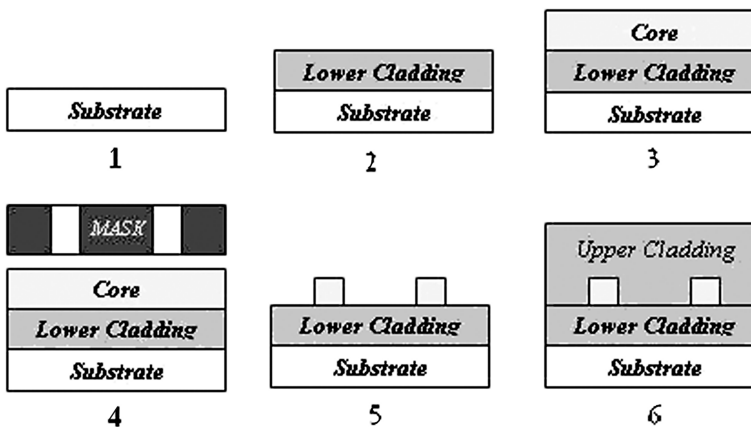 Substrate
1
Lower Cladding
Substrate
2
Core
Lower Cladding
Substrate
3
MASK
Core
Lower Cladding
Substrate
4
Lower Cladding
Substrate
5
Upper Cladding
Lower Cladding
Substrate
6